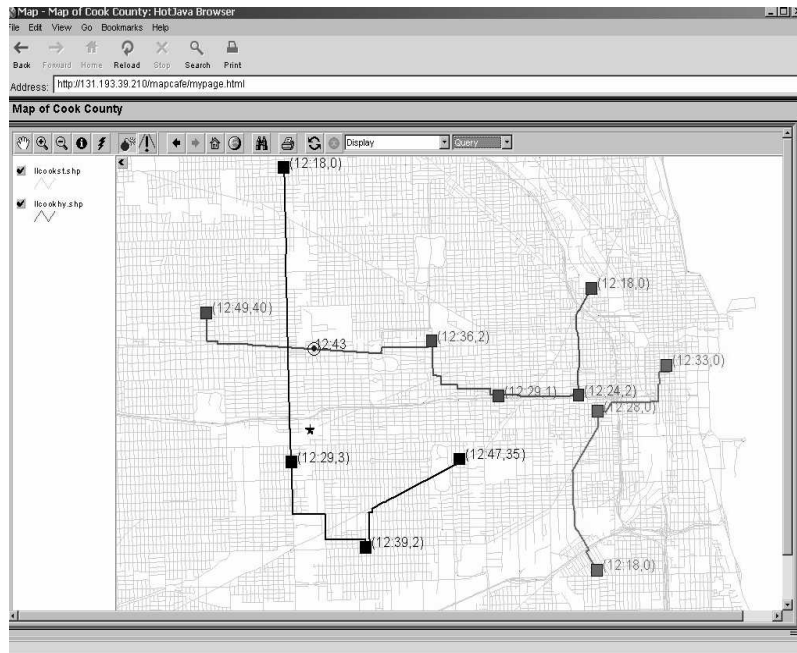 Map - Map of Cook County: HotJava Browser
File Edit View Go Bookmarks Help
Back Forward Home Reload Stop Search Print
Address: http://131.193.39.210/mapcafe/mypage.html
Map of Cook County
Display Query
llcookst.shp
llcookhy.shp
(12:18,0)
(12:18,0)
(12:49,40)
12:43
(12:36,2)
(12:33,0)
(12:29,1)
(12:24,2)
(12:28,0)
(12:29,3)
(12:47,35)
(12:39,2)
(12:18,0)